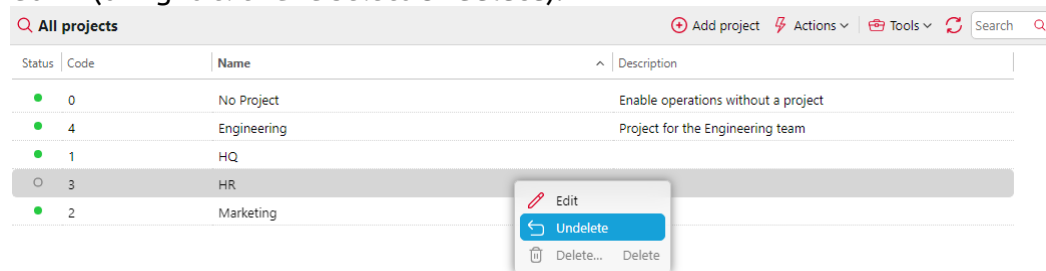 All projects Add project Actions Tools Search
Status Code Name Description
0 No Project Enable operations without a project
4 Engineering Project for the Engineering team
1 HQ
3 HR
Edit
2 Marketing
Undelete
Delete... Delete